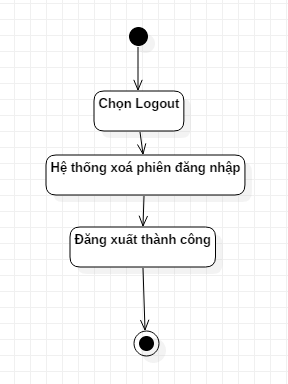 Chọn Logout
Hệ thống xoá phiên đăng nhập
Đăng xuất thành công